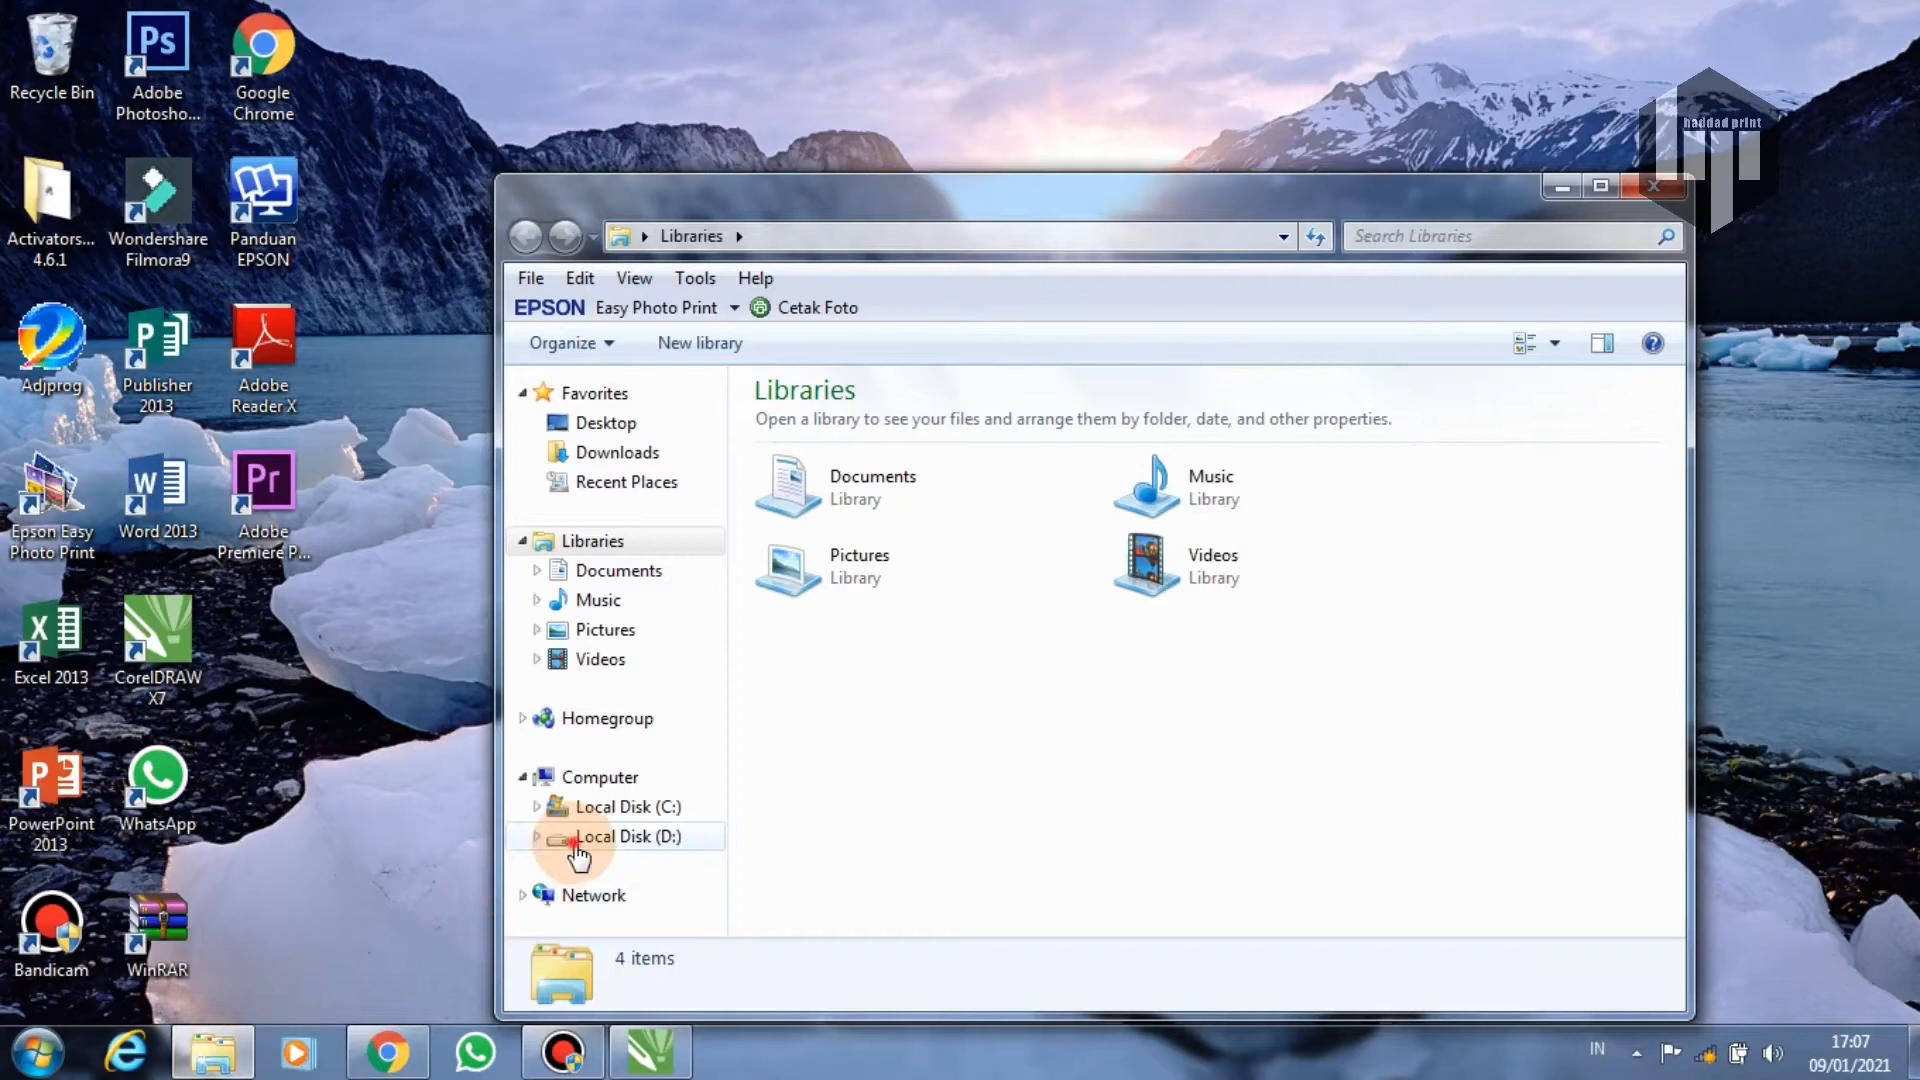 Recycle Bin
Adobe
Photosho...
Google
Chrome
Activators...
4.6.1
Wondershare
Filmora9
Panduan
EPSON
Adjprog
Publisher
2013
Adobe
Reader X
Epson Easy
Photo Print
Word 2013
Adobe
Premiere P...
Excel 2013
CorelDRAW
X7
PowerPoint
2013
WhatsApp
Bandicam
WinRAR
Ps
Pr
haddad print
Libraries
Search Libraries
File Edit View Tools Help
EPSON Easy Photo Print Cetak Foto
Organize New library
Favorites
Desktop
Downloads
Recent Places
Libraries
Documents
Music
Pictures
Videos
Homegroup
Computer
Local Disk (C:)
Local Disk (D:)
Network
Libraries
Open a library to see your files and arrange them by folder, date, and other properties.
Documents
Library
Music
Library
Pictures
Library
Videos
Library
4 items
IN
17:07
09/01/2021